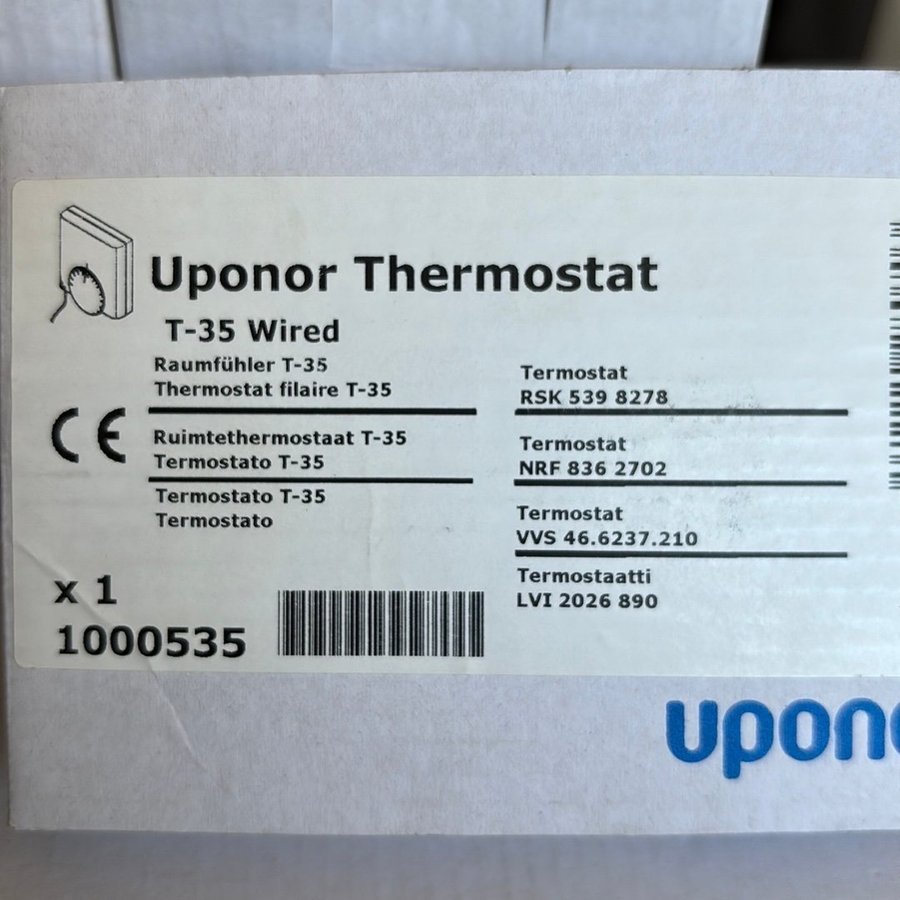 Uponor Thermostat
T-35 Wired
Raumfühler T-35
Thermostat filaire T-35
Ruimtethermostaat T-35
Termostato T-35
Termostato T-35
Termostato
Termostat
RSK 539 8278
Termostat
NRF 836 2702
Termostat
VVS 46.6237.210
Termostaatti
LVI 2026 890
CE
x 1
1000535
upono